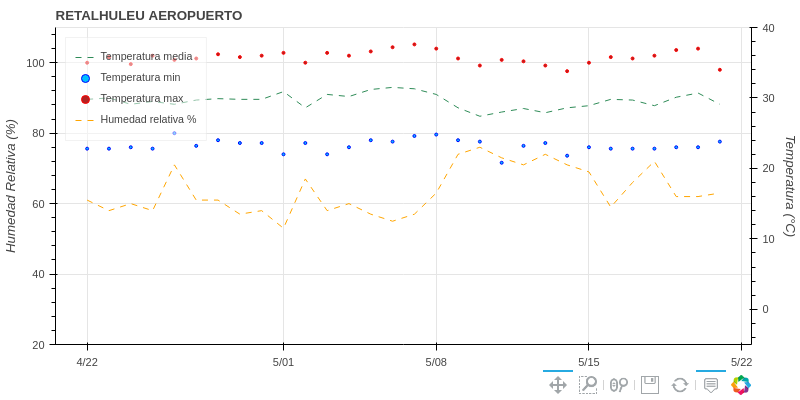 RETALHULEU AEROPUERTO
Temperatura media
Temperatura min
Temperatura max
Humedad relativa %
Humedad Relativa (%)
100
80
60
40
20
Temperatura (°C)
40
30
20
10
0
4/22
5/01
5/08
5/15
5/22